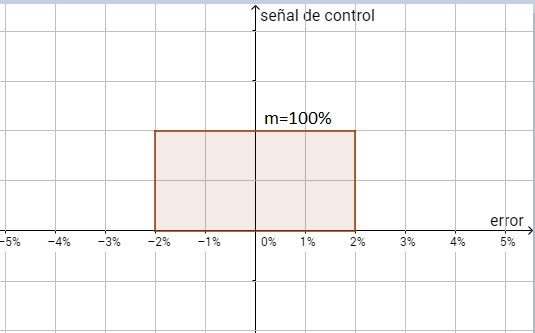 señal de control
m=100%
error
−5% −4% −3% −2% −1% 0% 1% 2% 3% 4% 5%